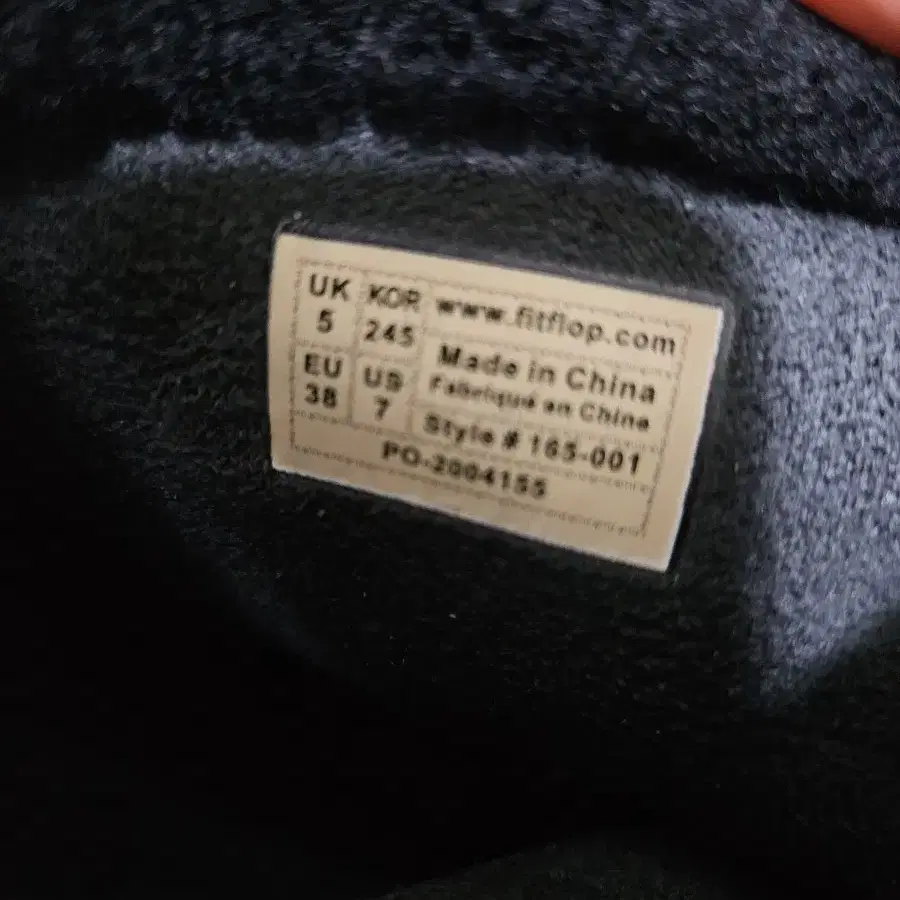 UK KOR www.fitflop.com
5 245
Made in China
EU US Fabriqué en Chine
38 7
Style # 165-001
PO-2004155